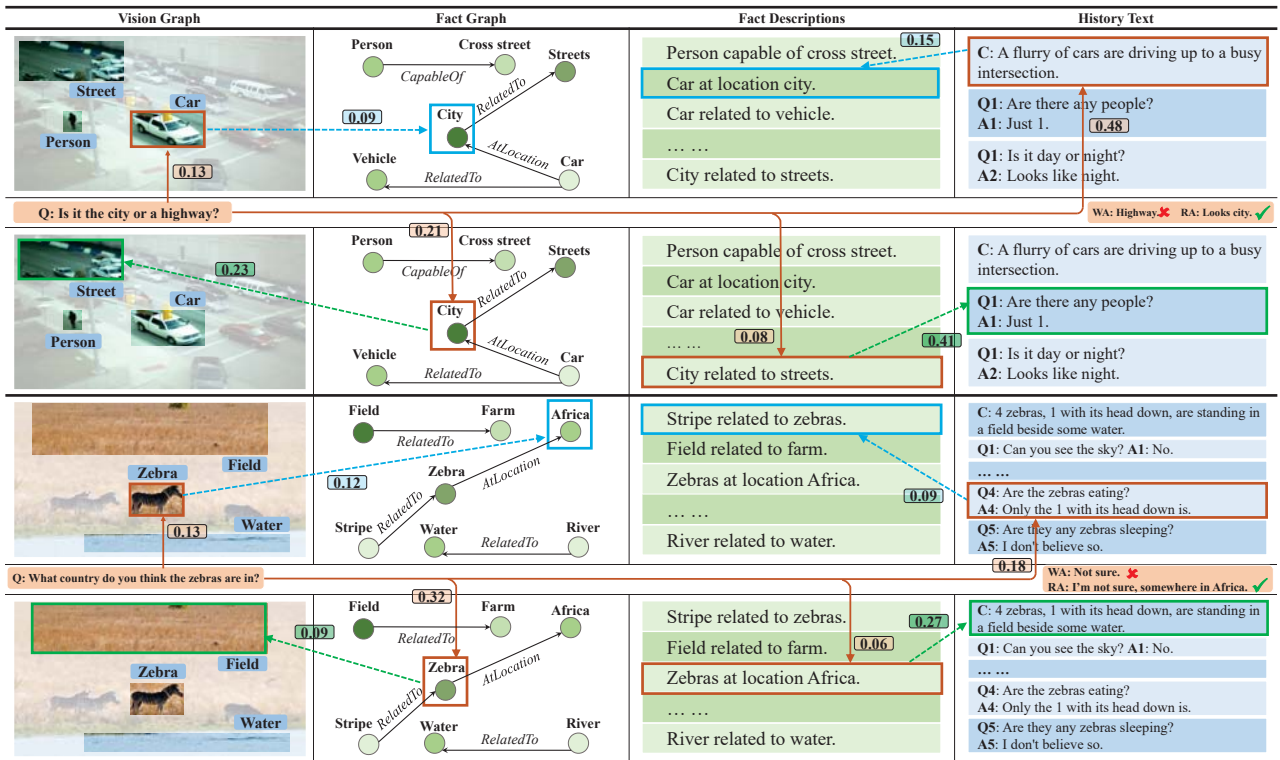 Vision Graph
Fact Graph
Fact Descriptions
History Text
Street
Car
Person
0.13
0.09
Person
Cross street
Streets
CapableOf
RelatedTo
City
AtLocation
Vehicle
Car
RelatedTo
Person capable of cross street.
0.15
Car at location city.
Car related to vehicle.
... ...
City related to streets.
C: A flurry of cars are driving up to a busy
intersection.
Q1: Are there any people?
A1: Just 1.
0.48
Q1: Is it day or night?
A2: Looks like night.
Q: Is it the city or a highway?
WA: Highway. ✘ RA: Looks city. ✓
0.21
Street
Car
Person
0.23
Person
Cross street
Streets
CapableOf
RelatedTo
City
AtLocation
Vehicle
Car
RelatedTo
Person capable of cross street.
Car at location city.
Car related to vehicle.
... ...
0.08
0.41
City related to streets.
C: A flurry of cars are driving up to a busy
intersection.
Q1: Are there any people?
A1: Just 1.
Q1: Is it day or night?
A2: Looks like night.
Field
Zebra
Water
0.13
0.12
Field
Farm
Africa
RelatedTo
Zebra
AtLocation
RelatedTo
Stripe
Water
River
RelatedTo
Stripe related to zebras.
Field related to farm.
Zebras at location Africa.
0.09
... ...
River related to water.
C: 4 zebras, 1 with its head down, are standing in
a field beside some water.
Q1: Can you see the sky? A1: No.
... ...
Q4: Are the zebras eating?
A4: Only the 1 with its head down is.
Q5: Are they any zebras sleeping?
A5: I don't believe so.
0.18
Q: What country do you think the zebras are in?
WA: Not sure. ✘
RA: I'm not sure, somewhere in Africa. ✓
0.32
Field
Zebra
Water
0.09
Field
Farm
Africa
RelatedTo
Zebra
AtLocation
RelatedTo
Stripe
Water
River
RelatedTo
Stripe related to zebras.
0.27
Field related to farm.
0.06
Zebras at location Africa.
... ...
River related to water.
C: 4 zebras, 1 with its head down, are standing in
a field beside some water.
Q1: Can you see the sky? A1: No.
... ...
Q4: Are the zebras eating?
A4: Only the 1 with its head down is.
Q5: Are they any zebras sleeping?
A5: I don't believe so.